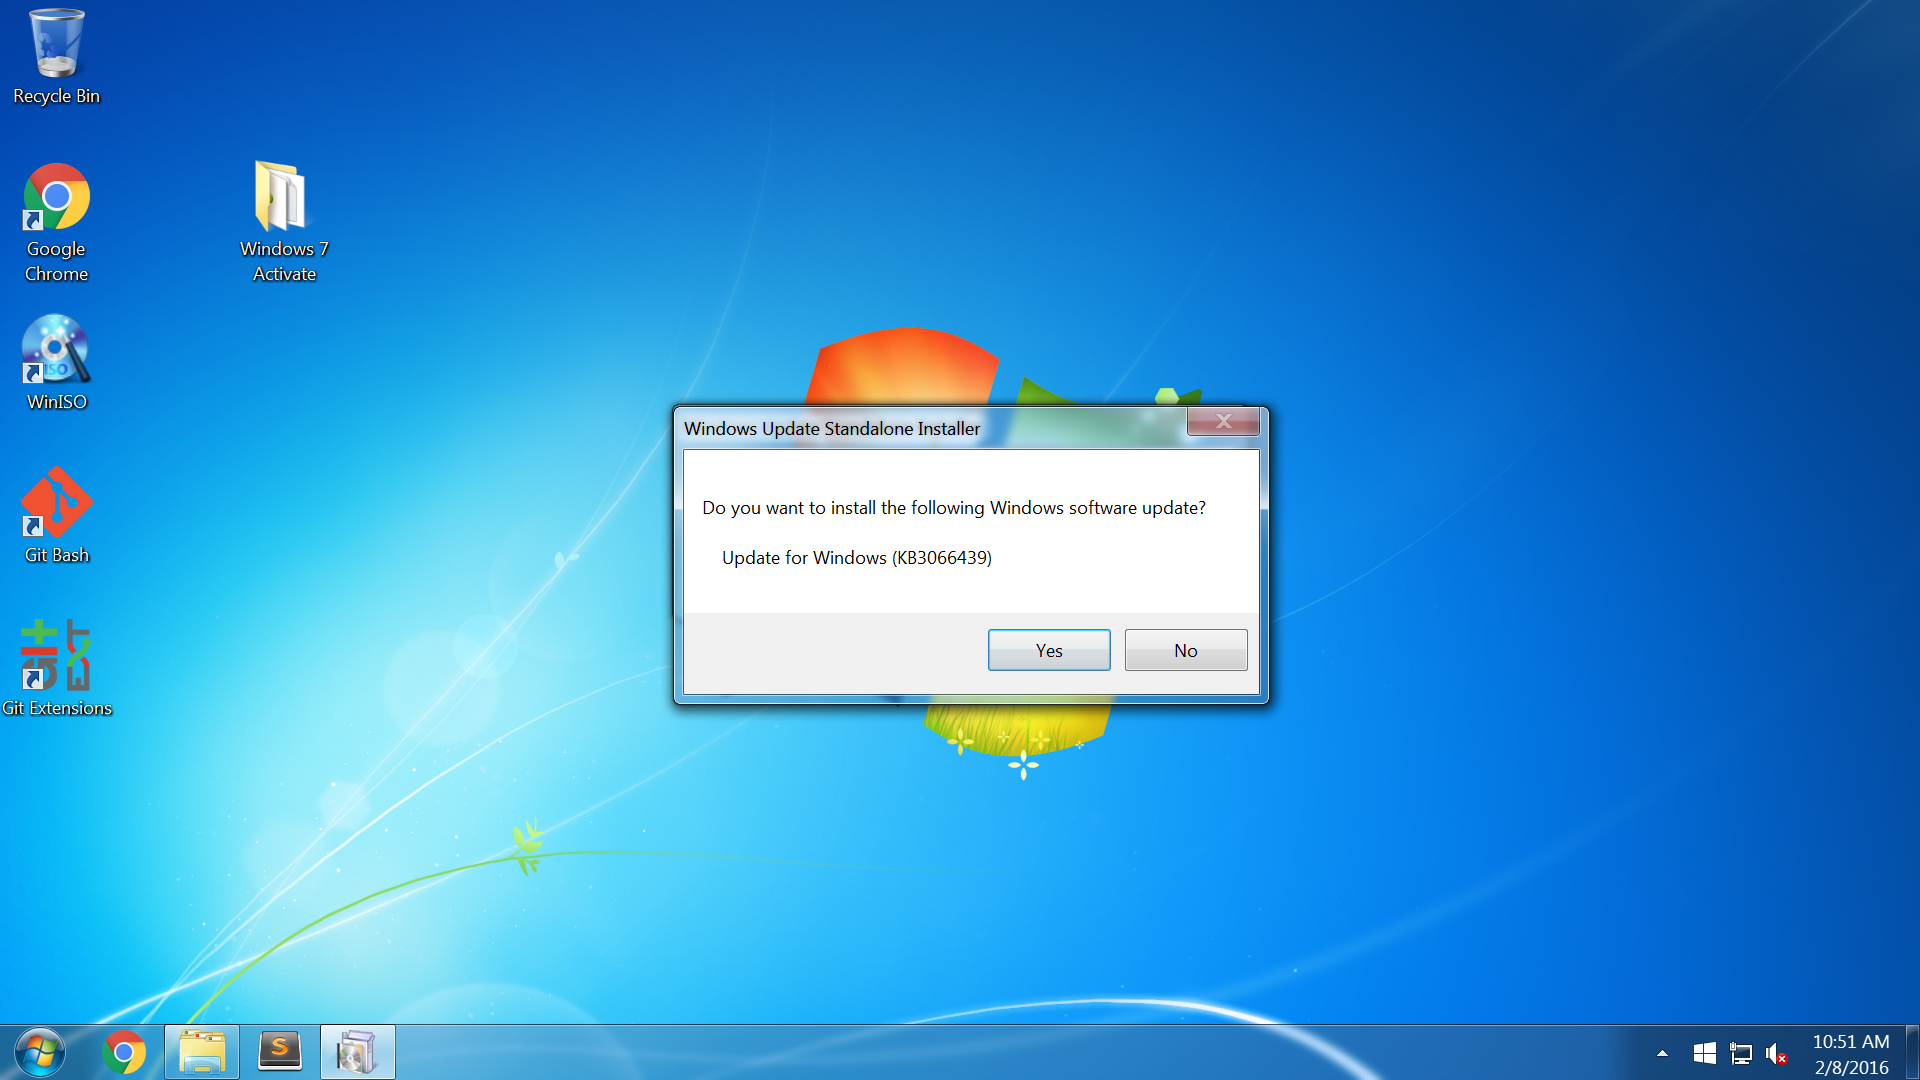 Recycle Bin
Google
Chrome
Windows 7
Activate
ISO
WinISO
Git Bash
Git Extensions
Windows Update Standalone Installer
Do you want to install the following Windows software update?
Update for Windows (KB3066439)
Yes
No
S
10:51 AM
2/8/2016